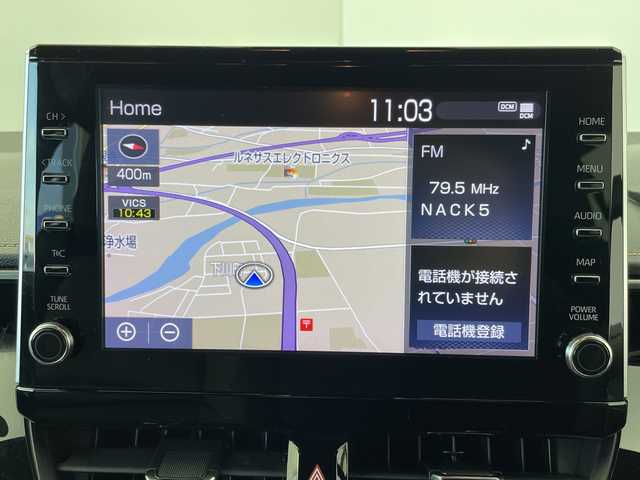 Home
11:03
DCM
DCM
CH >
<TRACK
PHONE
TUNE
SCROLL
HOME
MENU
AUDIO
MAP
POWER
VOLUME
400m
VICS
10:43
ルネサスエレクトロニクス
浄水場
FM
79.5 MHz
NACK5
電話機が接続さ
れていません
電話機登録